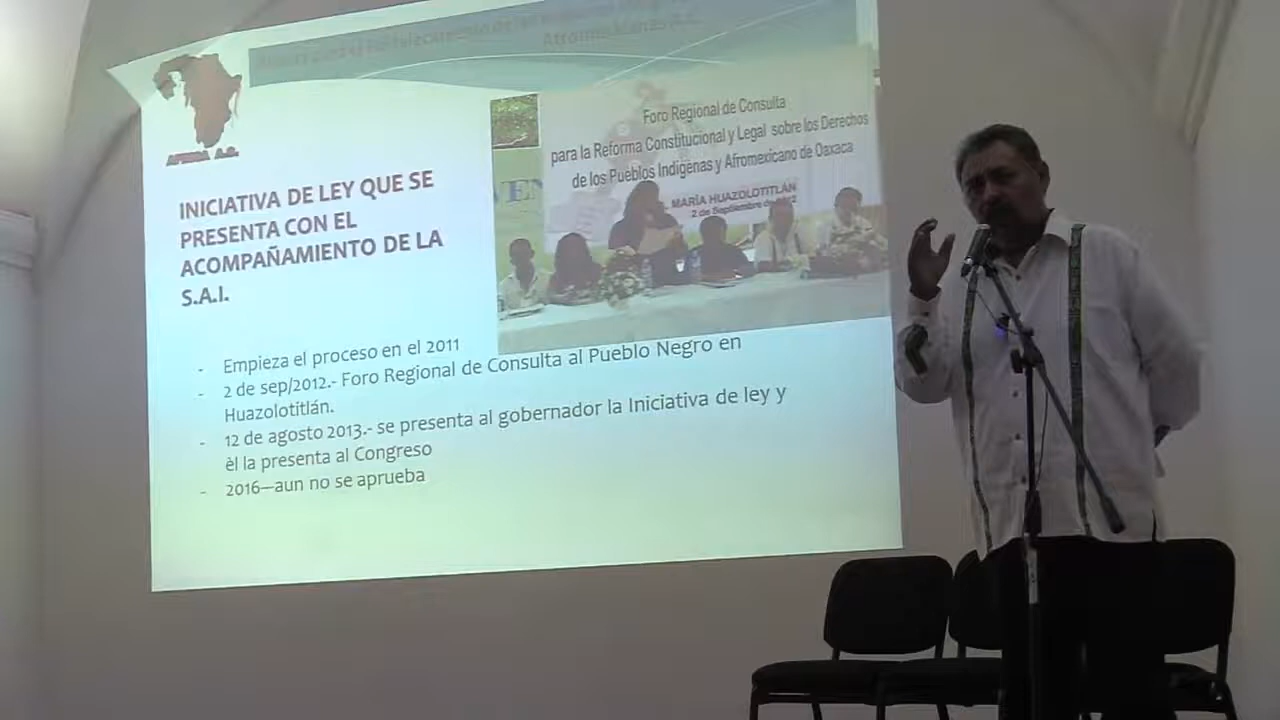 Afromexicanas A.C.
AFRICA A.C.
Foro Regional de Consulta
para la Reforma Constitucional y Legal sobre los Derechos
de los Pueblos Indígenas y Afromexicano de Oaxaca
MARÍA HUAZOLOTITLÁN
2 de Septiembre de
INICIATIVA DE LEY QUE SE
PRESENTA CON EL
ACOMPAÑAMIENTO DE LA
S.A.I.
- Empieza el proceso en el 2011
- 2 de sep/2012.- Foro Regional de Consulta al Pueblo Negro en
Huazolotitlán.
- 12 de agosto 2013.- se presenta al gobernador la Iniciativa de ley y
èl la presenta al Congreso
- 2016—aun no se aprueba